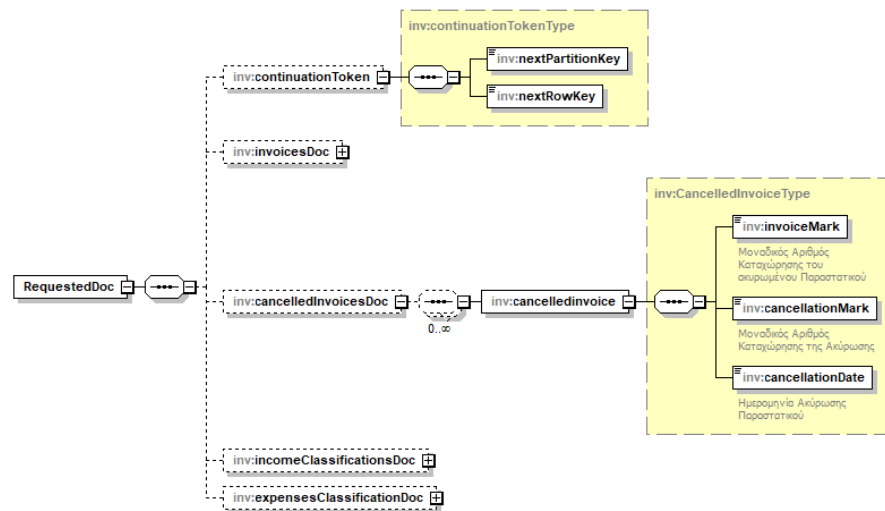 inv:continuationTokenType
inv:continuationToken
inv:nextPartitionKey
inv:nextRowKey
inv:invoicesDoc
inv:CancelledInvoiceType
inv:invoiceMark
Μοναδικός Αριθμός
Καταχώρησης του
ακυρωμένου Παραστατικού
RequestedDoc
inv:cancelledInvoicesDoc
0..∞
inv:cancelledinvoice
inv:cancellationMark
Μοναδικός Αριθμός
Καταχώρησης της Ακύρωσης
inv:cancellationDate
Ημερομηνία Ακύρωσης
Παραστατικού
inv:incomeClassificationsDoc
inv:expensesClassificationDoc